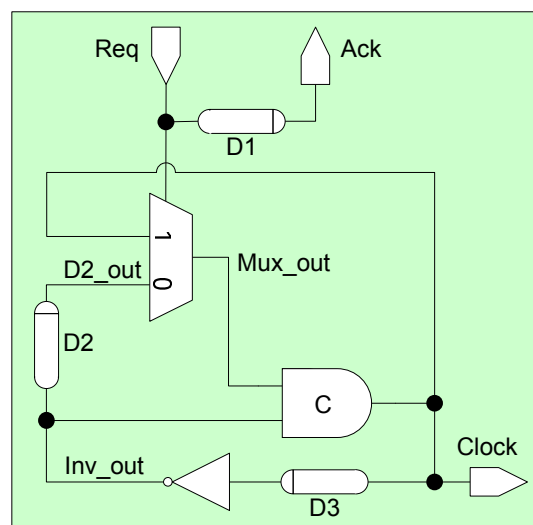 Req
Ack
D1
1
D2_out
Mux_out
0
D2
C
Clock
Inv_out
D3